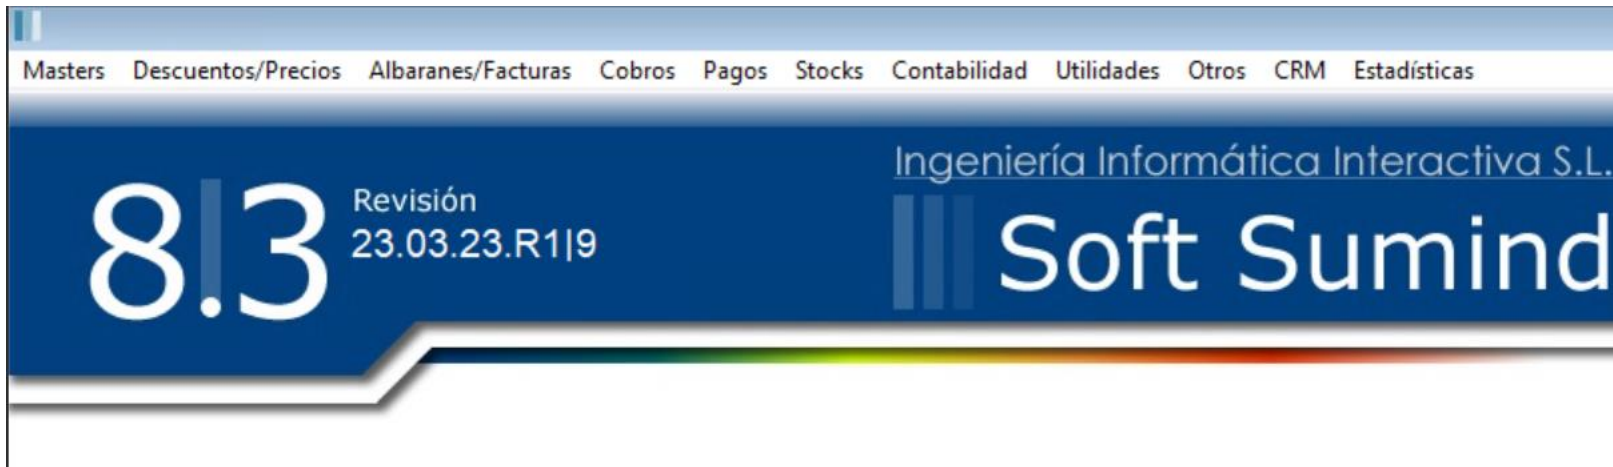 Masters Descuentos/Precios Albaranes/Facturas Cobros Pagos Stocks Contabilidad Utilidades Otros CRM Estadísticas
Ingeniería Informática Interactiva S.L.
8.3
Revisión
23.03.23.R1|9
Soft Sumind